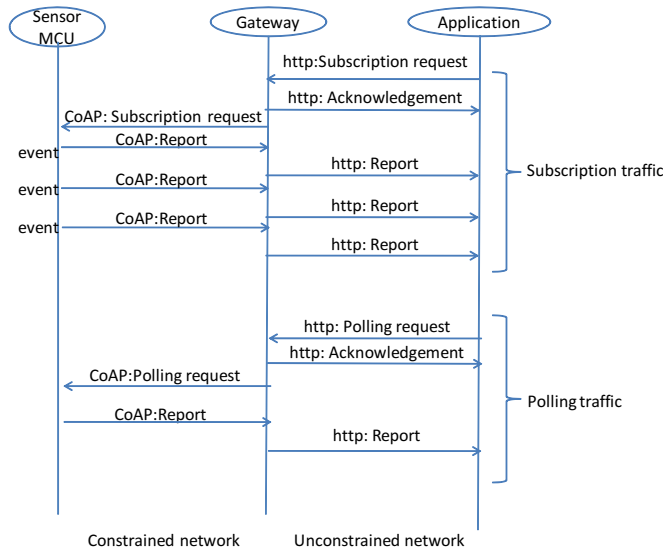 Sensor
MCU
Gateway
Application
http:Subscription request
http: Acknowledgement
CoAP: Subscription request
CoAP:Report
event
http: Report
CoAP:Report
event
Subscription traffic
http: Report
CoAP:Report
event
http: Report
http: Polling request
http: Acknowledgement
CoAP:Polling request
Polling traffic
CoAP:Report
http: Report
Constrained network
Unconstrained network